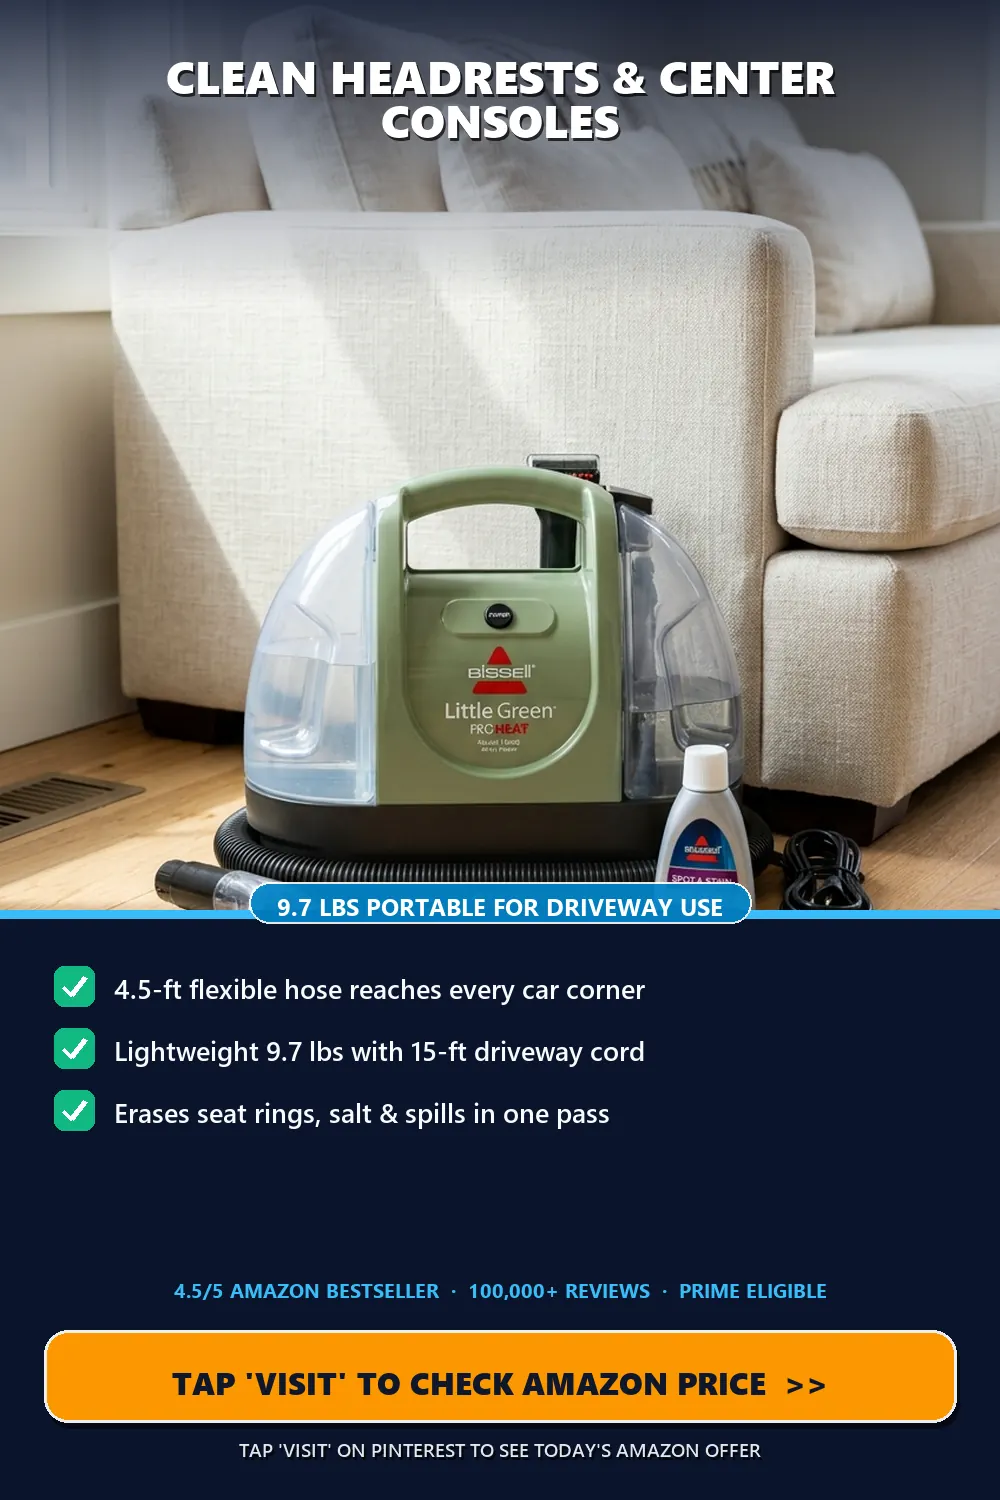 CLEAN HEADRESTS & CENTER
CONSOLES
BISSELL
Little Green
PROHEAT
SPOT & STAIN
9.7 LBS PORTABLE FOR DRIVEWAY USE
4.5-ft flexible hose reaches every car corner
Lightweight 9.7 lbs with 15-ft driveway cord
Erases seat rings, salt & spills in one pass
4.5/5 AMAZON BESTSELLER · 100,000+ REVIEWS · PRIME ELIGIBLE
TAP 'VISIT' TO CHECK AMAZON PRICE >>
TAP 'VISIT' ON PINTEREST TO SEE TODAY'S AMAZON OFFER